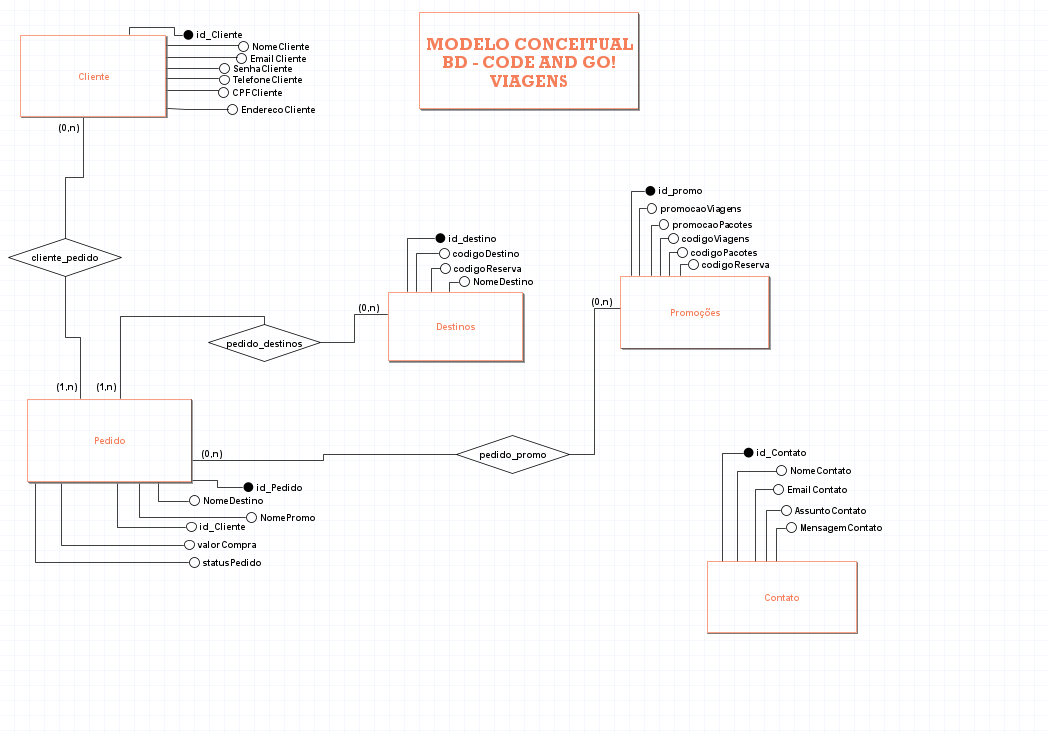 MODELO CONCEITUAL
BD - CODE AND GO!
VIAGENS
id_Cliente
NomeCliente
EmailCliente
SenhaCliente
TelefoneCliente
CPFCliente
EnderecoCliente
Cliente
(0,n)
cliente_pedido
id_promo
promocaoViagens
promocaoPacotes
codigoViagens
codigoPacotes
codigoReserva
Promoções
(0,n)
id_destino
codigoDestino
codigoReserva
NomeDestino
Destinos
(0,n)
pedido_destinos
(1,n)
(1,n)
Pedido
(0,n)
pedido_promo
id_Pedido
NomeDestino
NomePromo
id_Cliente
valorCompra
statusPedido
id_Contato
NomeContato
EmailContato
AssuntoContato
MensagemContato
Contato